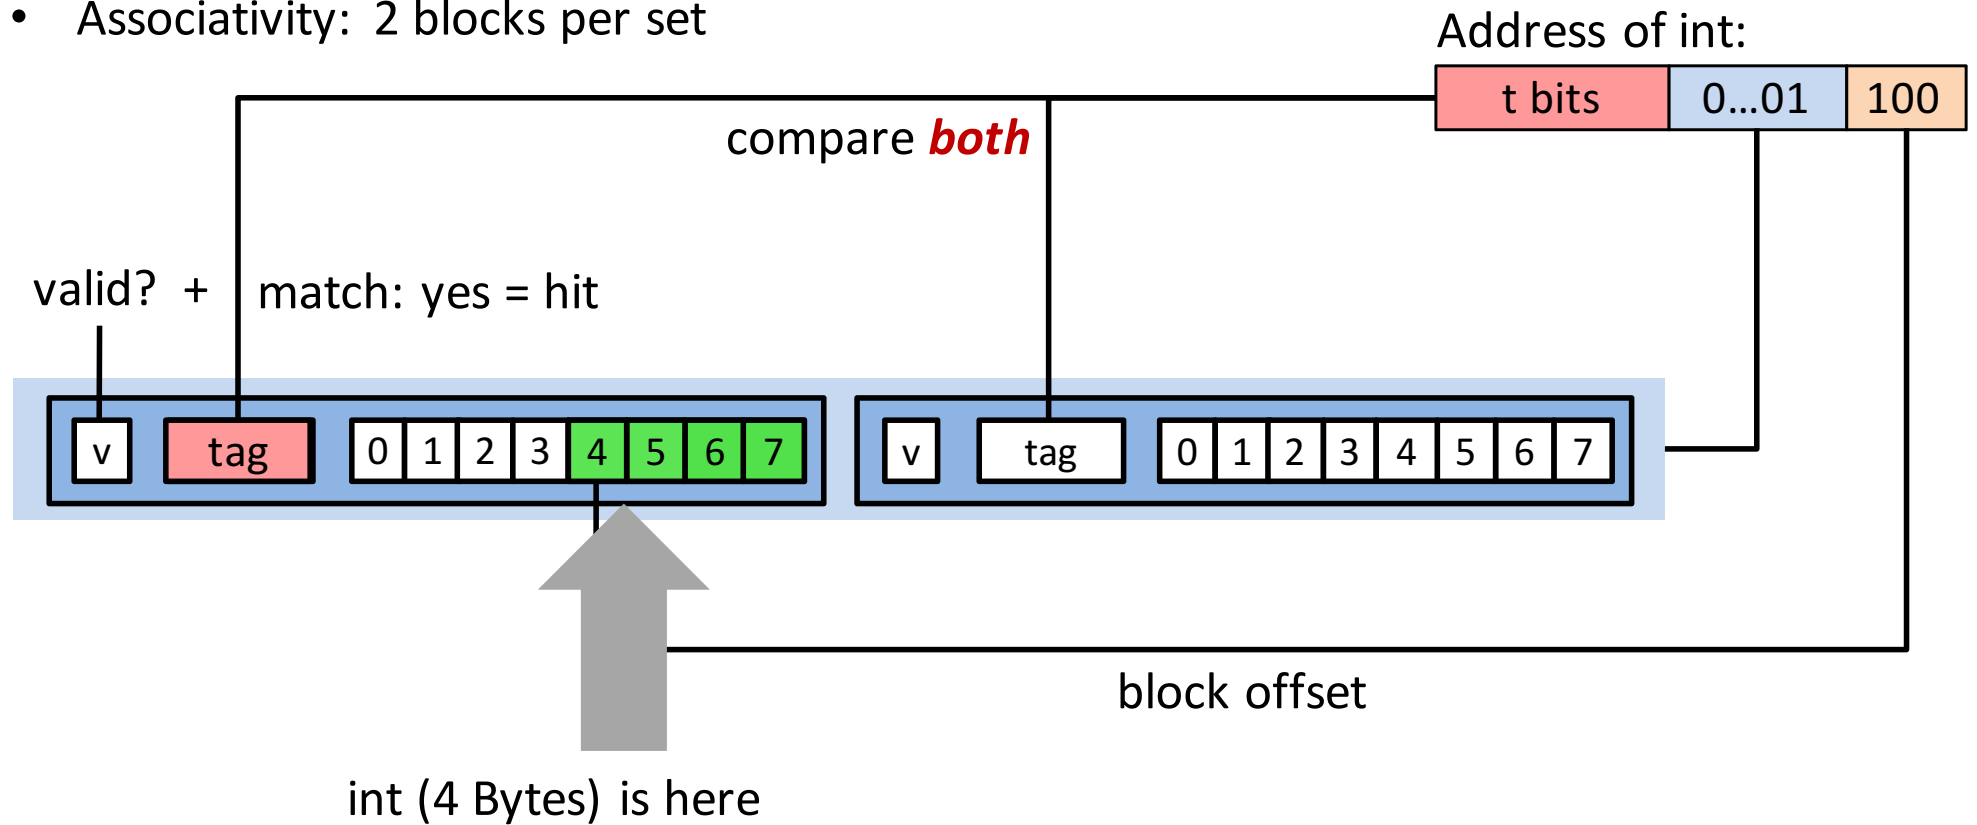 • Associativity: 2 blocks per set
Address of int:
t bits 0...01 100
compare both
valid? + match: yes = hit
v tag 0 1 2 3 4 5 6 7 v tag 0 1 2 3 4 5 6 7
block offset
int (4 Bytes) is here